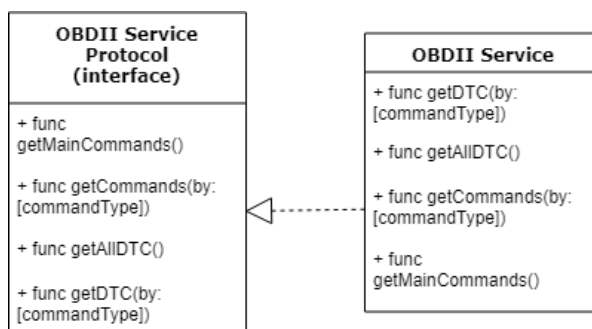 OBDII Service
Protocol
(interface)
+ func
getMainCommands()
+ func getCommands(by:
[commandType])
+ func getAllDTC()
+ func getDTC(by:
[commandType])
OBDII Service
+ func getDTC(by:
[commandType])
+ func getAllDTC()
+ func getCommands(by:
[commandType])
+ func
getMainCommands()